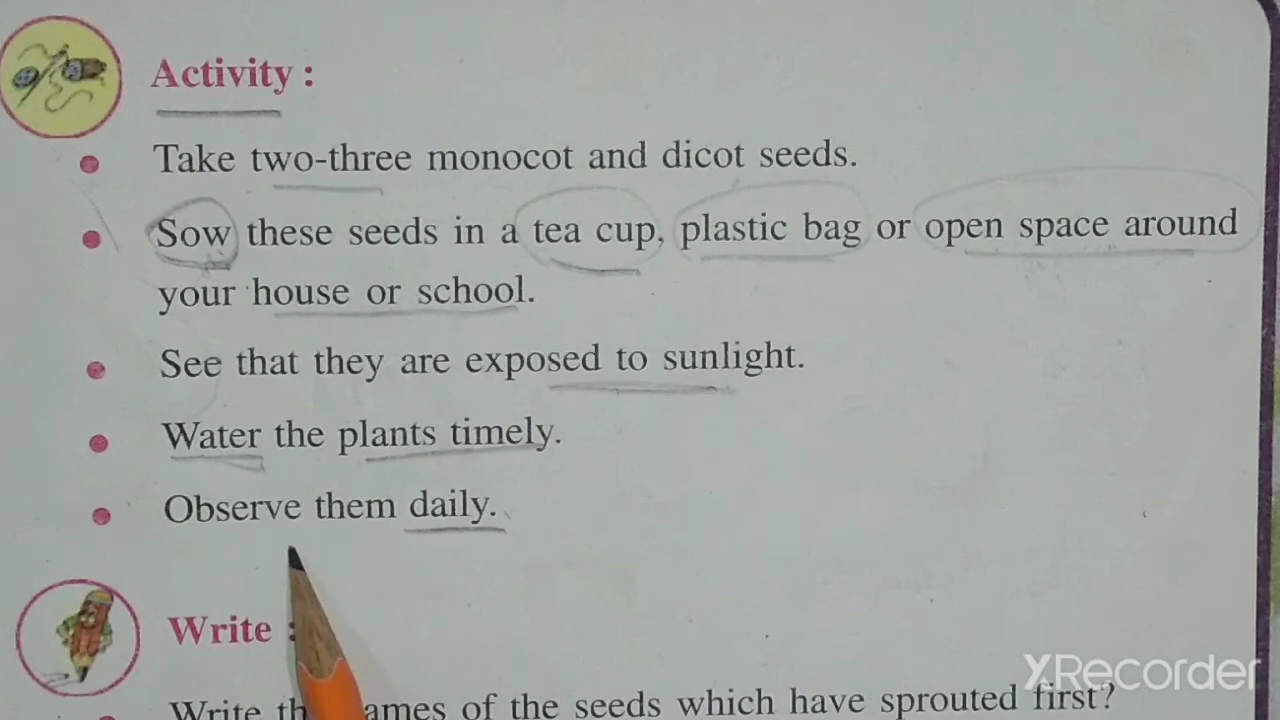 Activity :
Take two-three monocot and dicot seeds.
Sow these seeds in a tea cup, plastic bag or open space around
your house or school.
See that they are exposed to sunlight.
Water the plants timely.
Observe them daily.
Write :
Write ames of the seeds which have sprouted first?
XRecorder